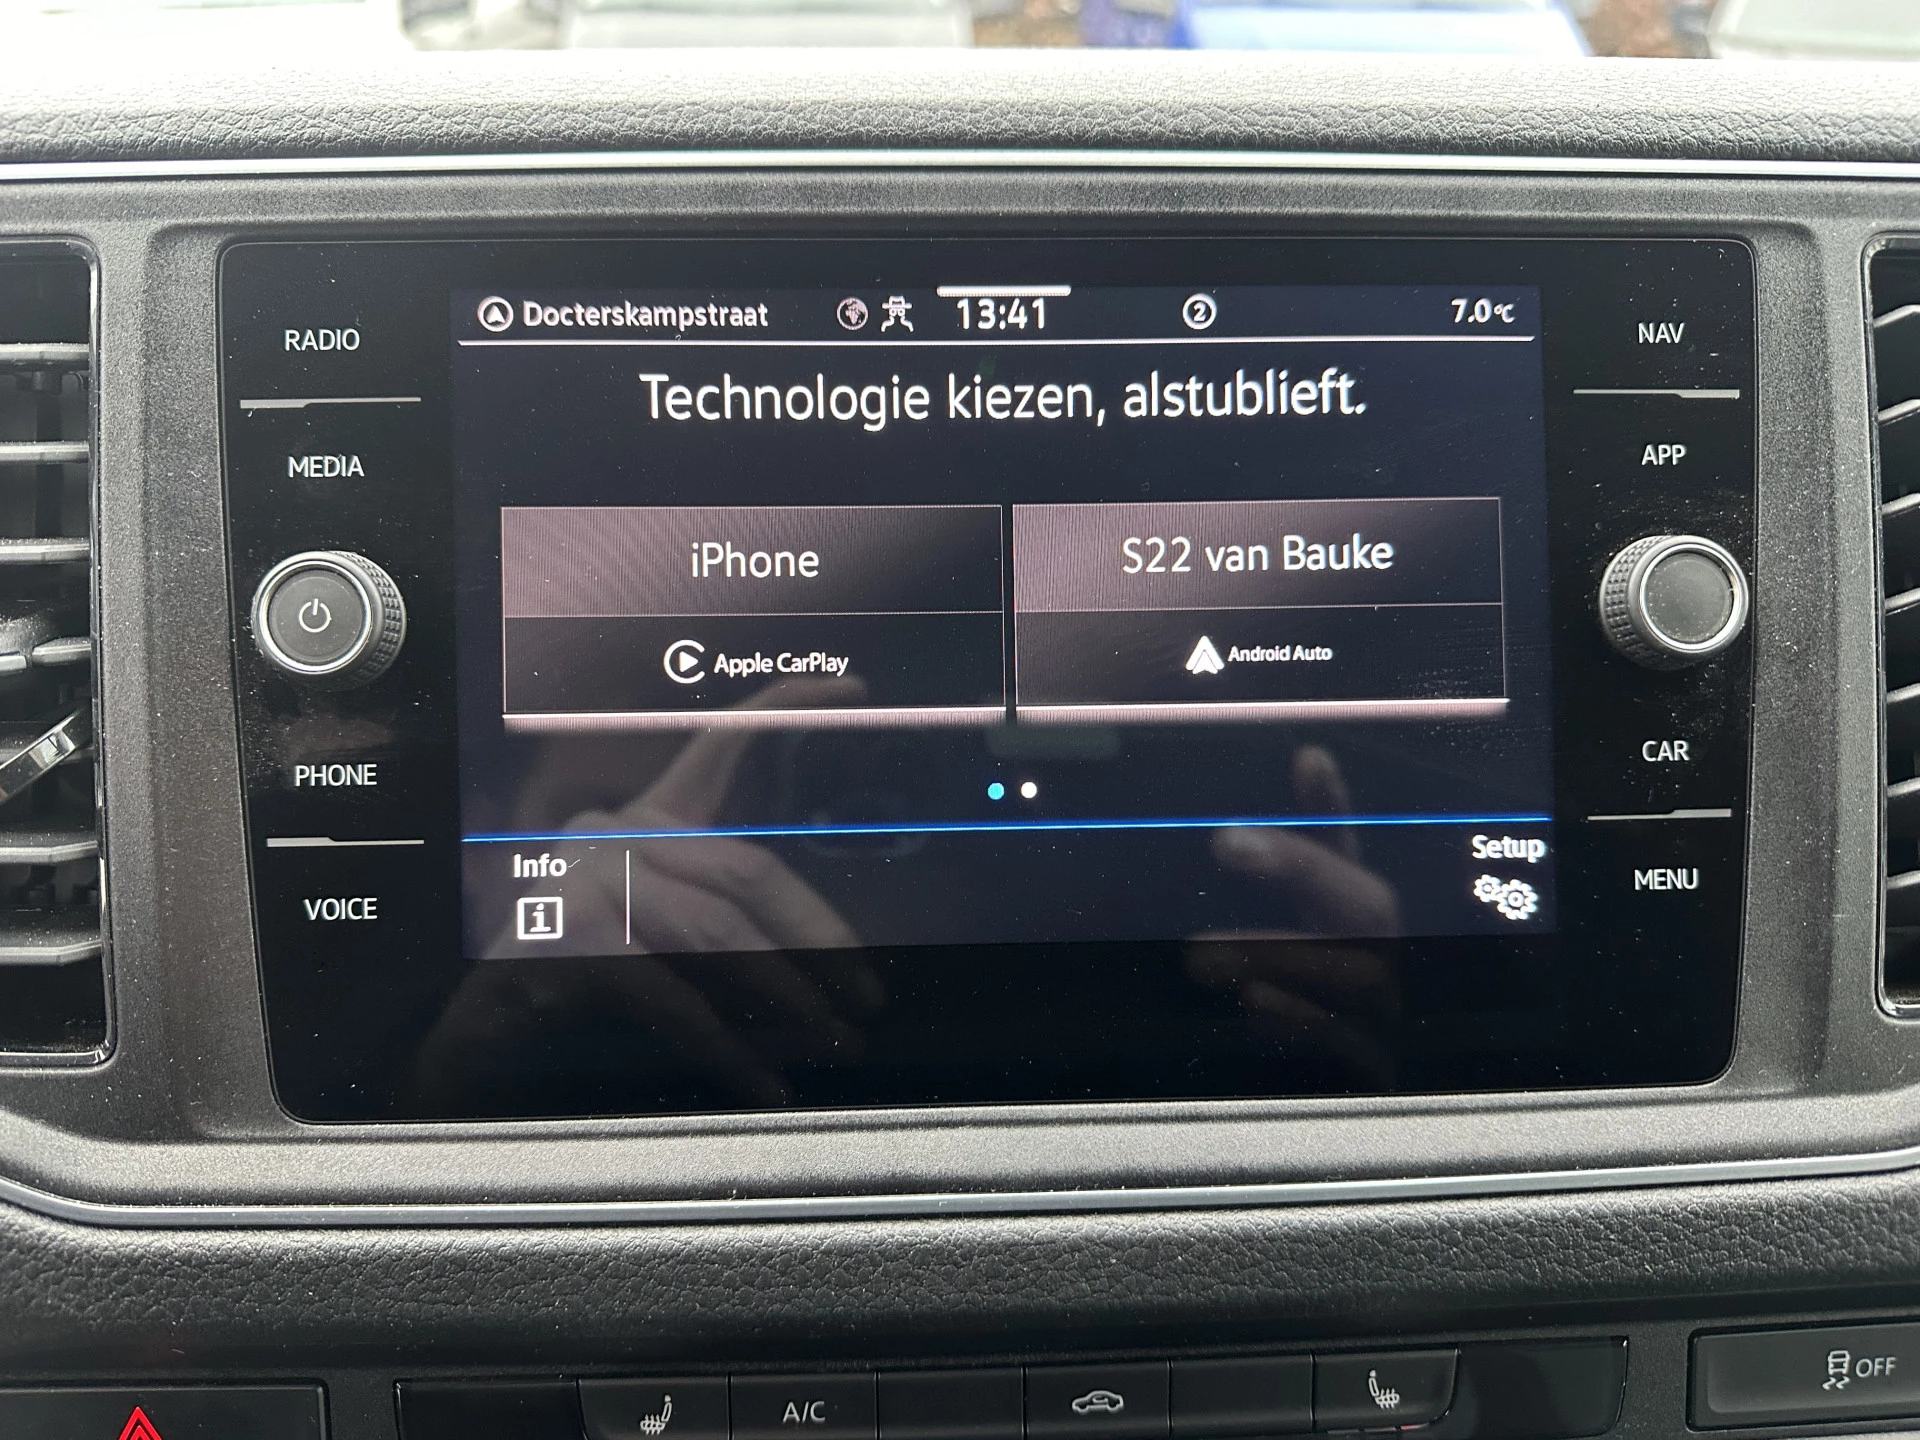 Docterskampstraat 13:41 2 7.0°C
Technologie kiezen, alstublieft.
iPhone
Apple CarPlay
S22 van Bauke
Android Auto
Info
i
Setup
RADIO
MEDIA
PHONE
VOICE
NAV
APP
CAR
MENU
A/C
OFF